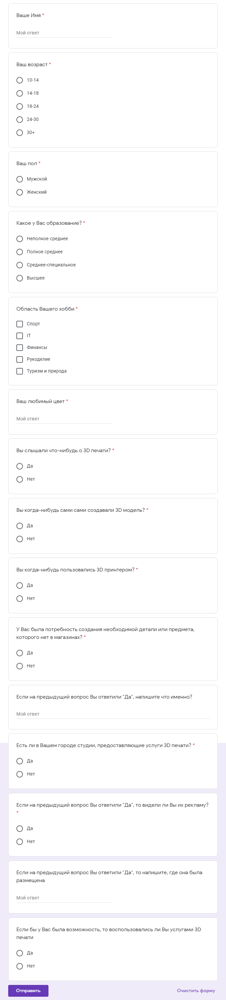 Ваше Имя *
Мой ответ
Ваш возраст *
10-14
14-18
18-24
24-30
30+
Ваш пол *
Мужской
Женский
Какое у Вас образование? *
Неполное среднее
Полное среднее
Среднее-специальное
Высшее
Область Вашего хобби *
Спорт
IT
Финансы
Рукоделие
Туризм и природа
Ваш любимый цвет *
Мой ответ
Вы слышали что-нибудь о 3D печати? *
Да
Нет
Вы когда-нибудь сами сами создавали 3D модель? *
Да
Нет
Вы когда-нибудь пользовались 3D принтером? *
Да
Нет
У Вас была потребность создания необходимой детали или предмета,
которого нет в магазинах? *
Да
Нет
Если на предыдущий вопрос Вы ответили "Да", напишите что именно?
Мой ответ
Есть ли в Вашем городе студии, предоставляющие услуги 3D печати? *
Да
Нет
Если на предыдущий вопрос Вы ответили "Да", то видели ли Вы их рекламу?
*
Да
Нет
Если на предыдущий вопрос Вы ответили "Да", то напишите, где она была
размещена
Мой ответ
Если бы у Вас была возможность, то воспользовались ли Вы услугами 3D
печати
Да
Нет
Отправить
Очистить форму